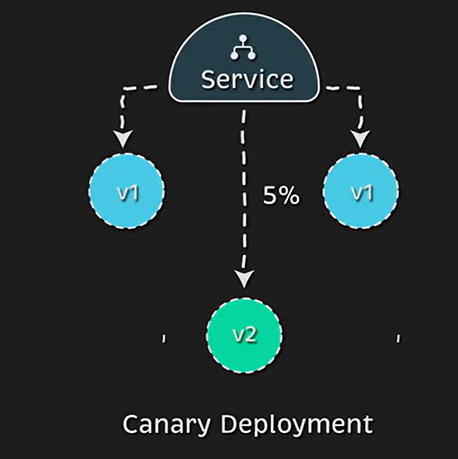 Service
v1
5%
v1
v2
Canary Deployment